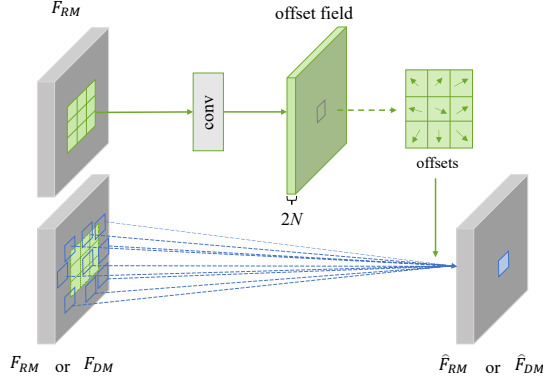 F_RM
offset field
conv
offsets
2N
F_RM or F_DM
F̂_RM or F̂_DM